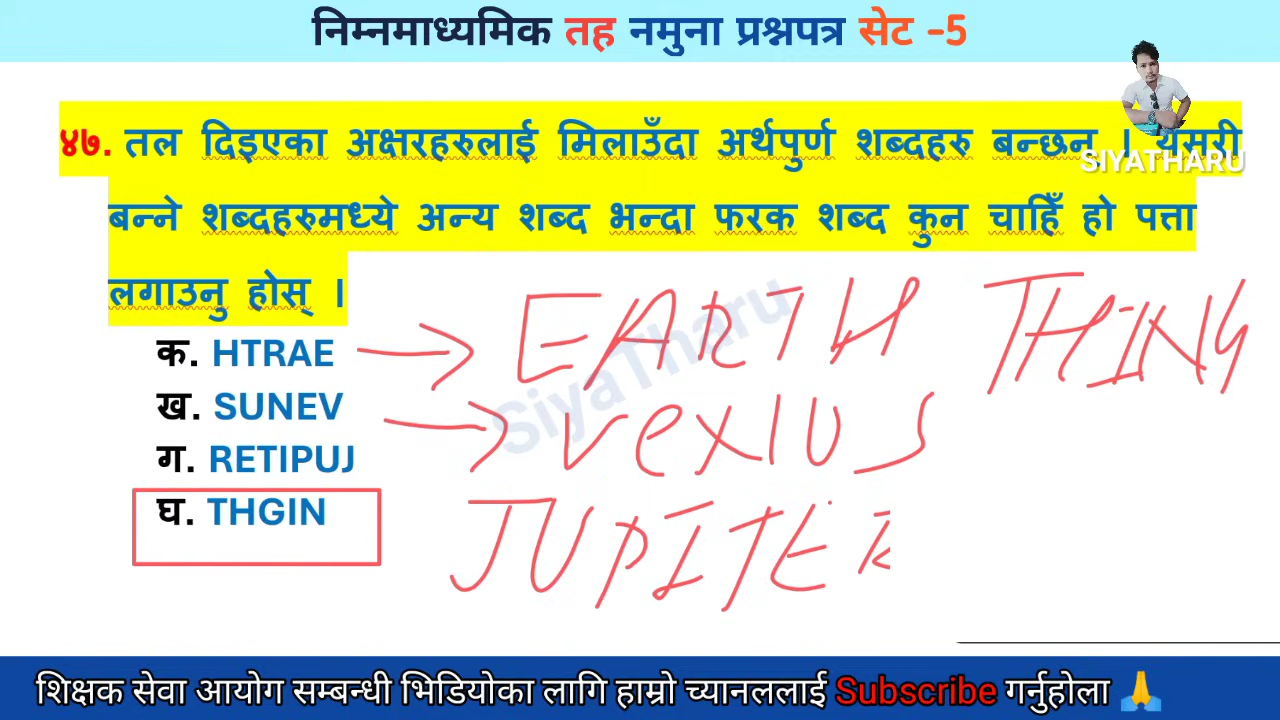 निम्नमाध्यमिक तह नमुना प्रश्नपत्र सेट -5
४७. तल दिइएका अक्षरहरुलाई मिलाउँदा अर्थपुर्ण शब्दहरु बन्छन् । यसरी
SIYATHARU
बन्ने शब्दहरुमध्ये अन्य शब्द भन्दा फरक शब्द कुन चाहिँ हो पत्ता
लगाउनु होस् ।
SiyaTharu
क. HTRAE → EARTH THING
ख. SUNEV → Venus
ग. RETIPUJ
घ. THGIN JUPITER
शिक्षक सेवा आयोग सम्बन्धी भिडियोका लागि हाम्रो च्यानललाई Subscribe गर्नुहोला 🙏